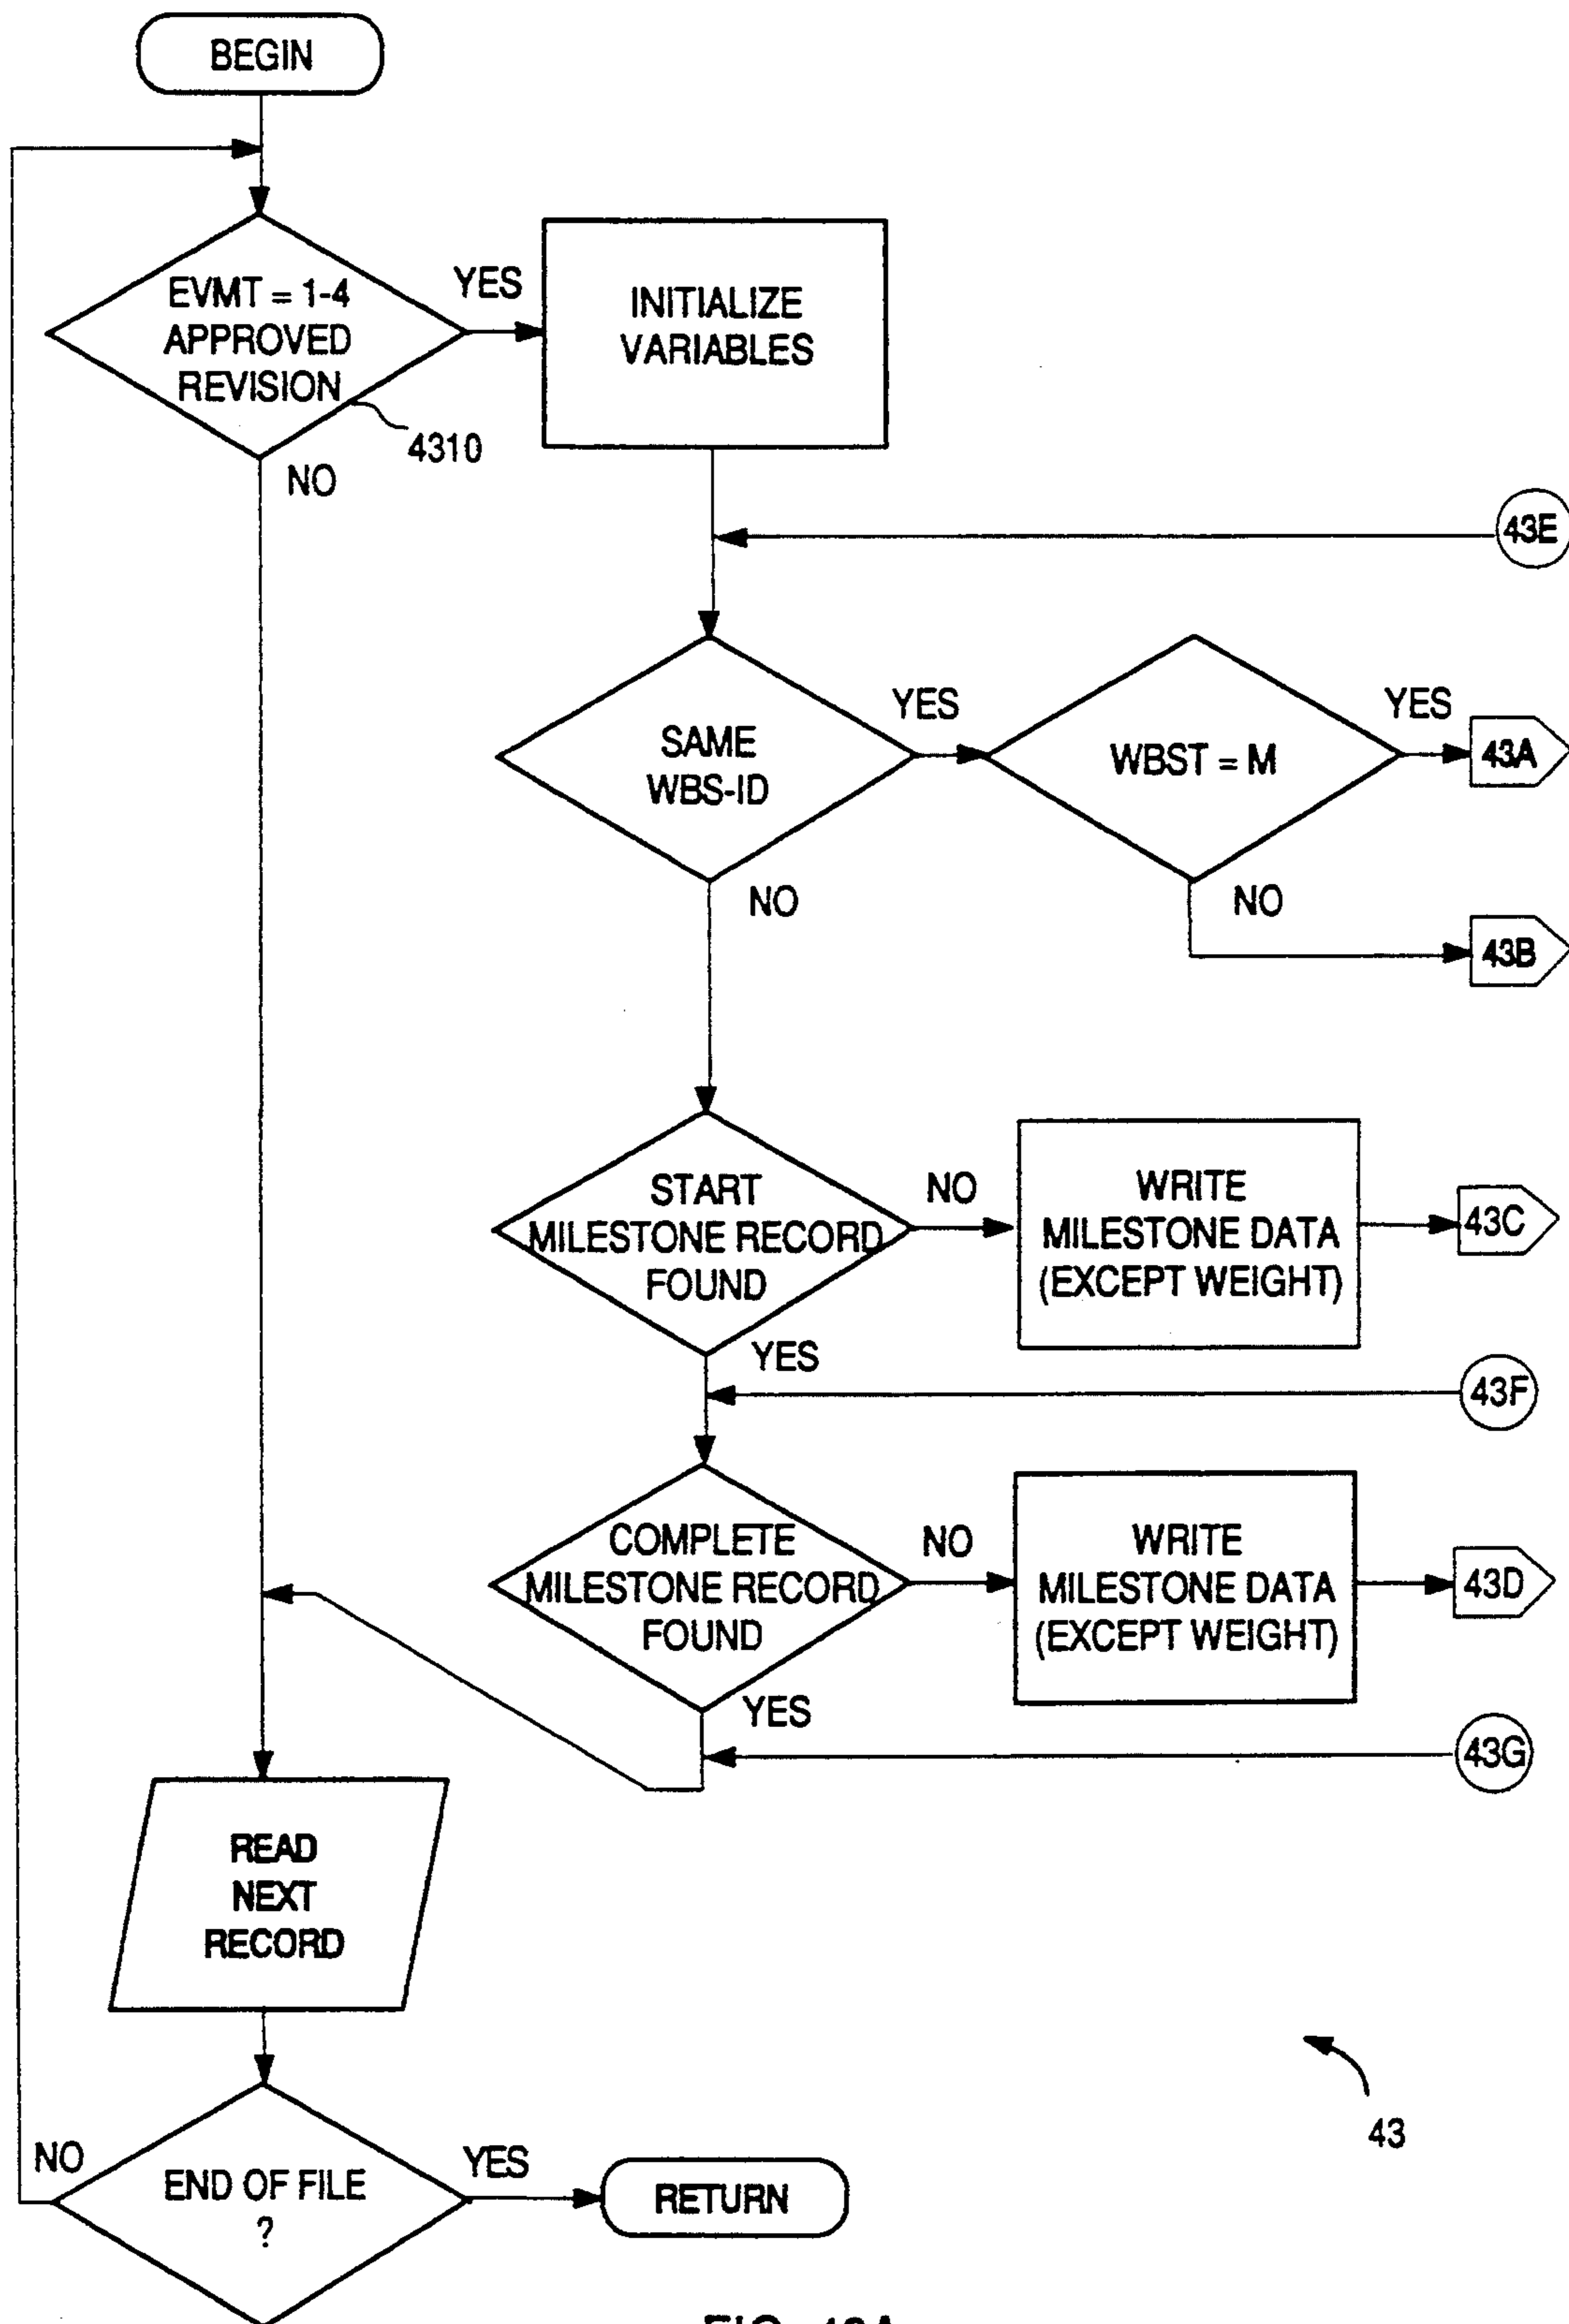 BEGIN
EVMT = 1-4
APPROVED
REVISION
YES
INITIALIZE
VARIABLES
4310
NO
43E
SAME
WBS-ID
YES
WBST = M
YES
43A
NO
NO
43B
START
MILESTONE RECORD
FOUND
NO
WRITE
MILESTONE DATA
(EXCEPT WEIGHT)
43C
YES
43F
COMPLETE
MILESTONE RECORD
FOUND
NO
WRITE
MILESTONE DATA
(EXCEPT WEIGHT)
43D
YES
43G
READ
NEXT
RECORD
43
NO
END OF FILE
?
YES
RETURN